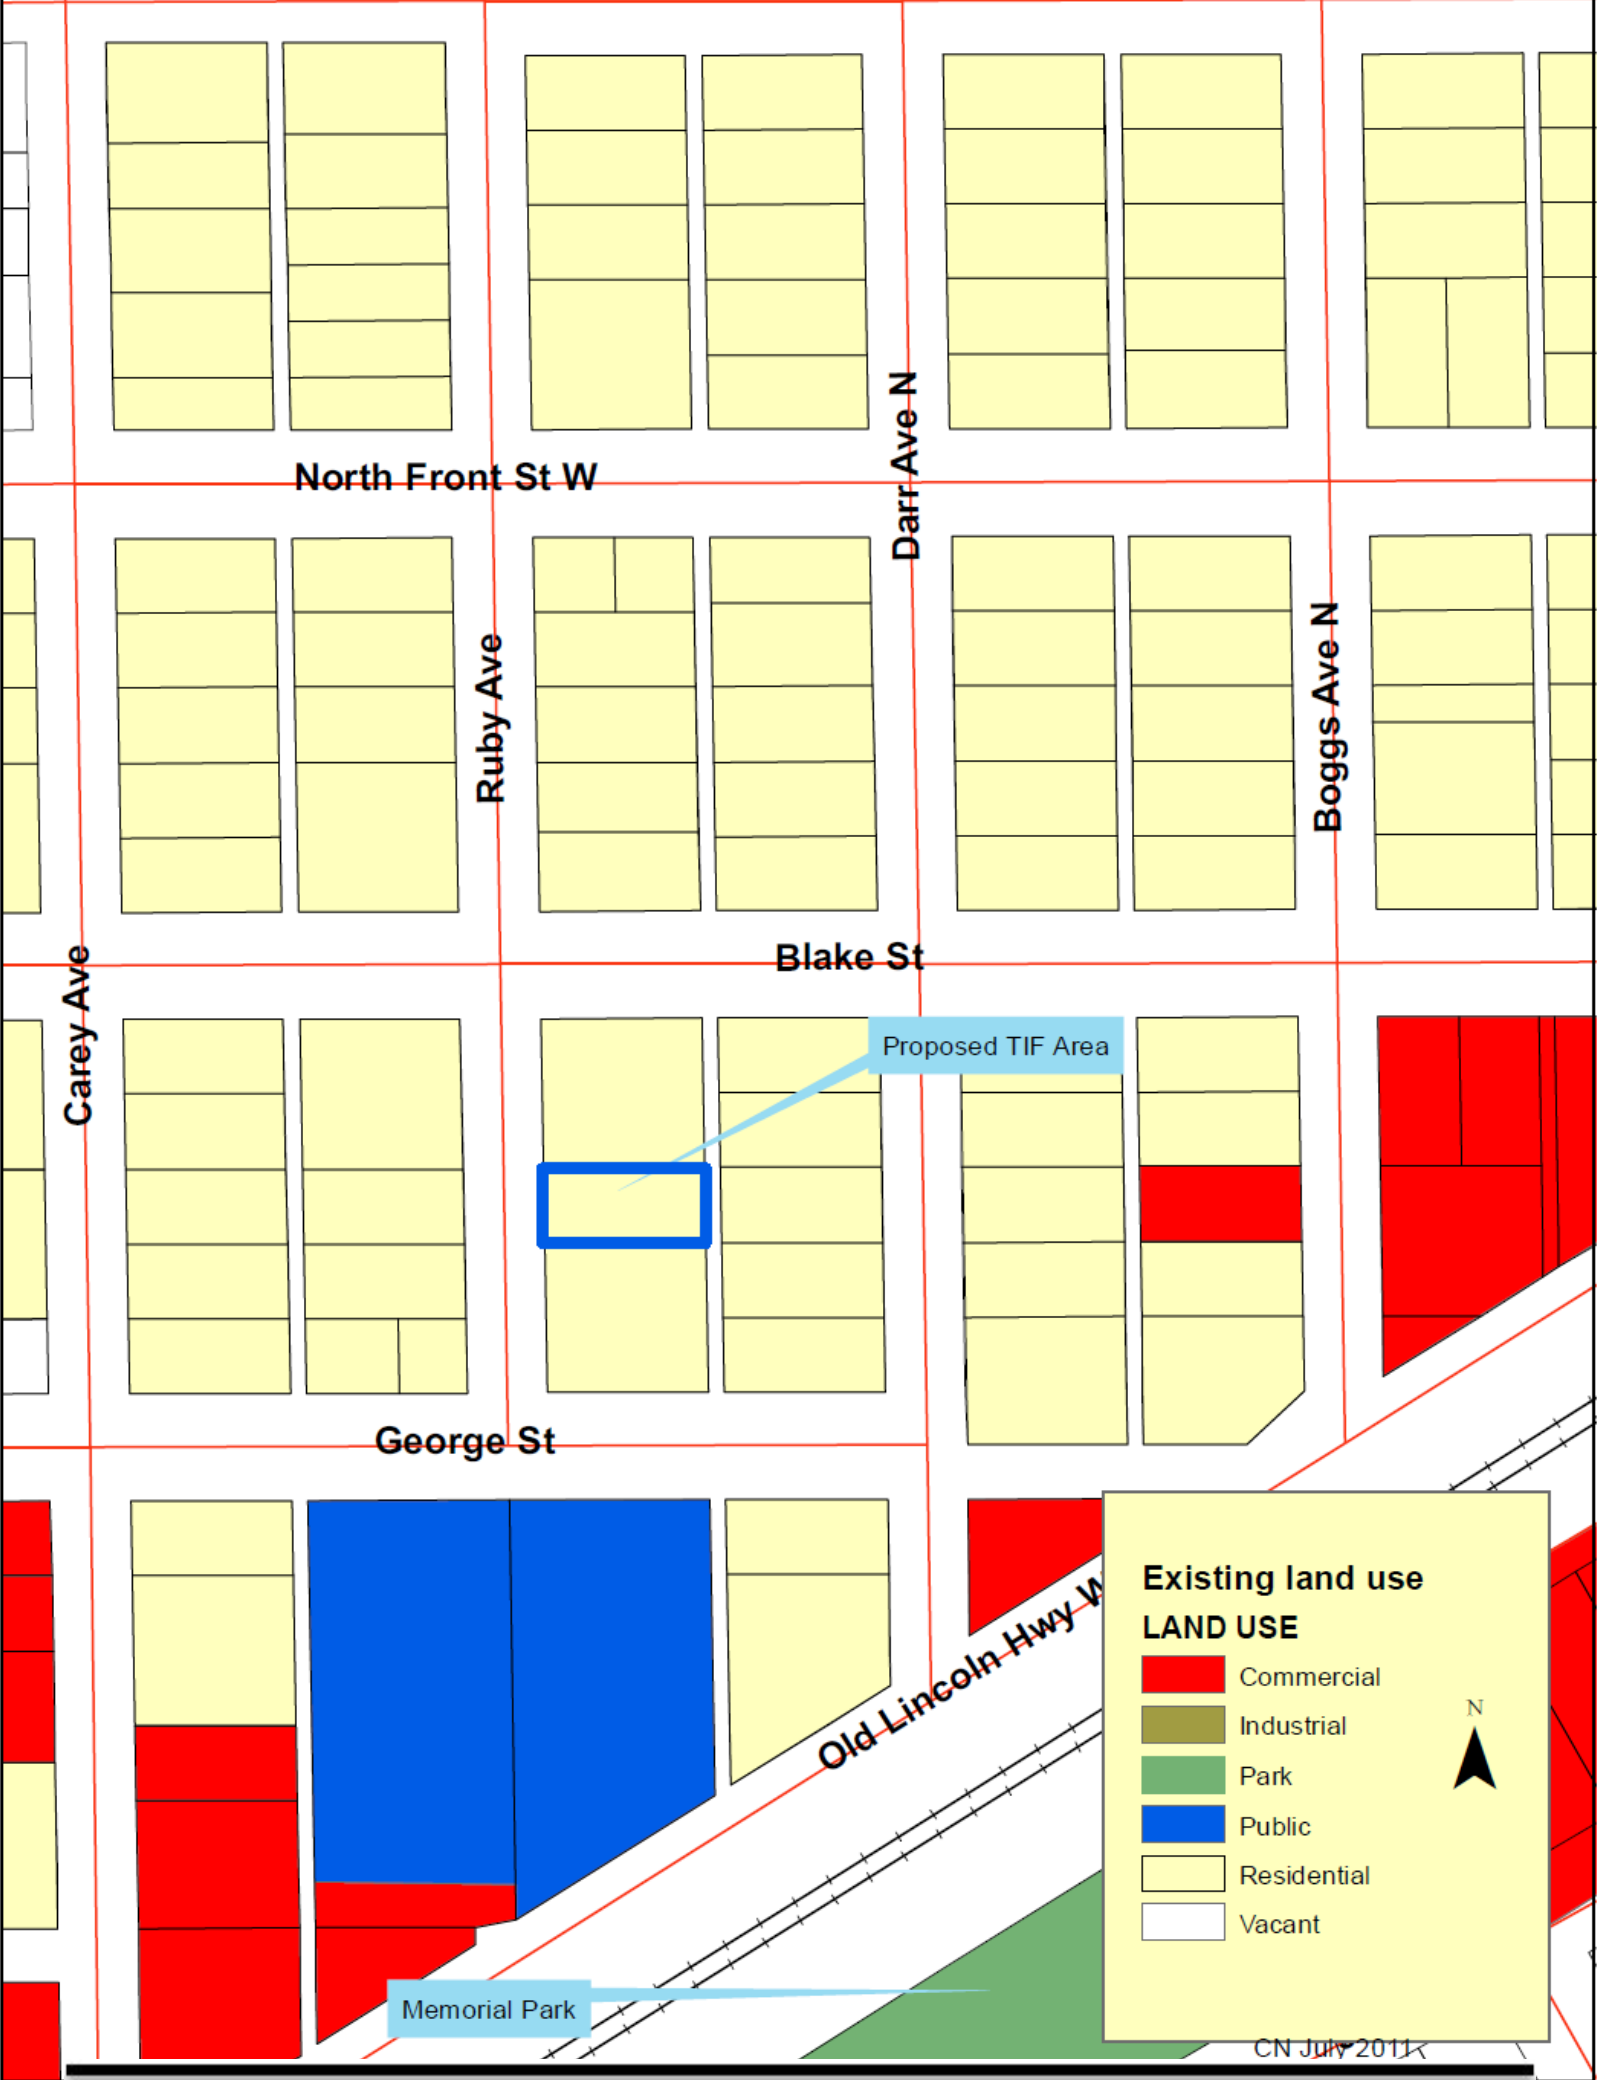 North Front St W
Darr Ave N
Ruby Ave
Boggs Ave N
Blake St
Carey Ave
Proposed TIF Area
George St
Old Lincoln Hwy W
Existing land use
LAND USE
Commercial
Industrial
Park
Public
Residential
Vacant
N
Memorial Park
CN July 2011